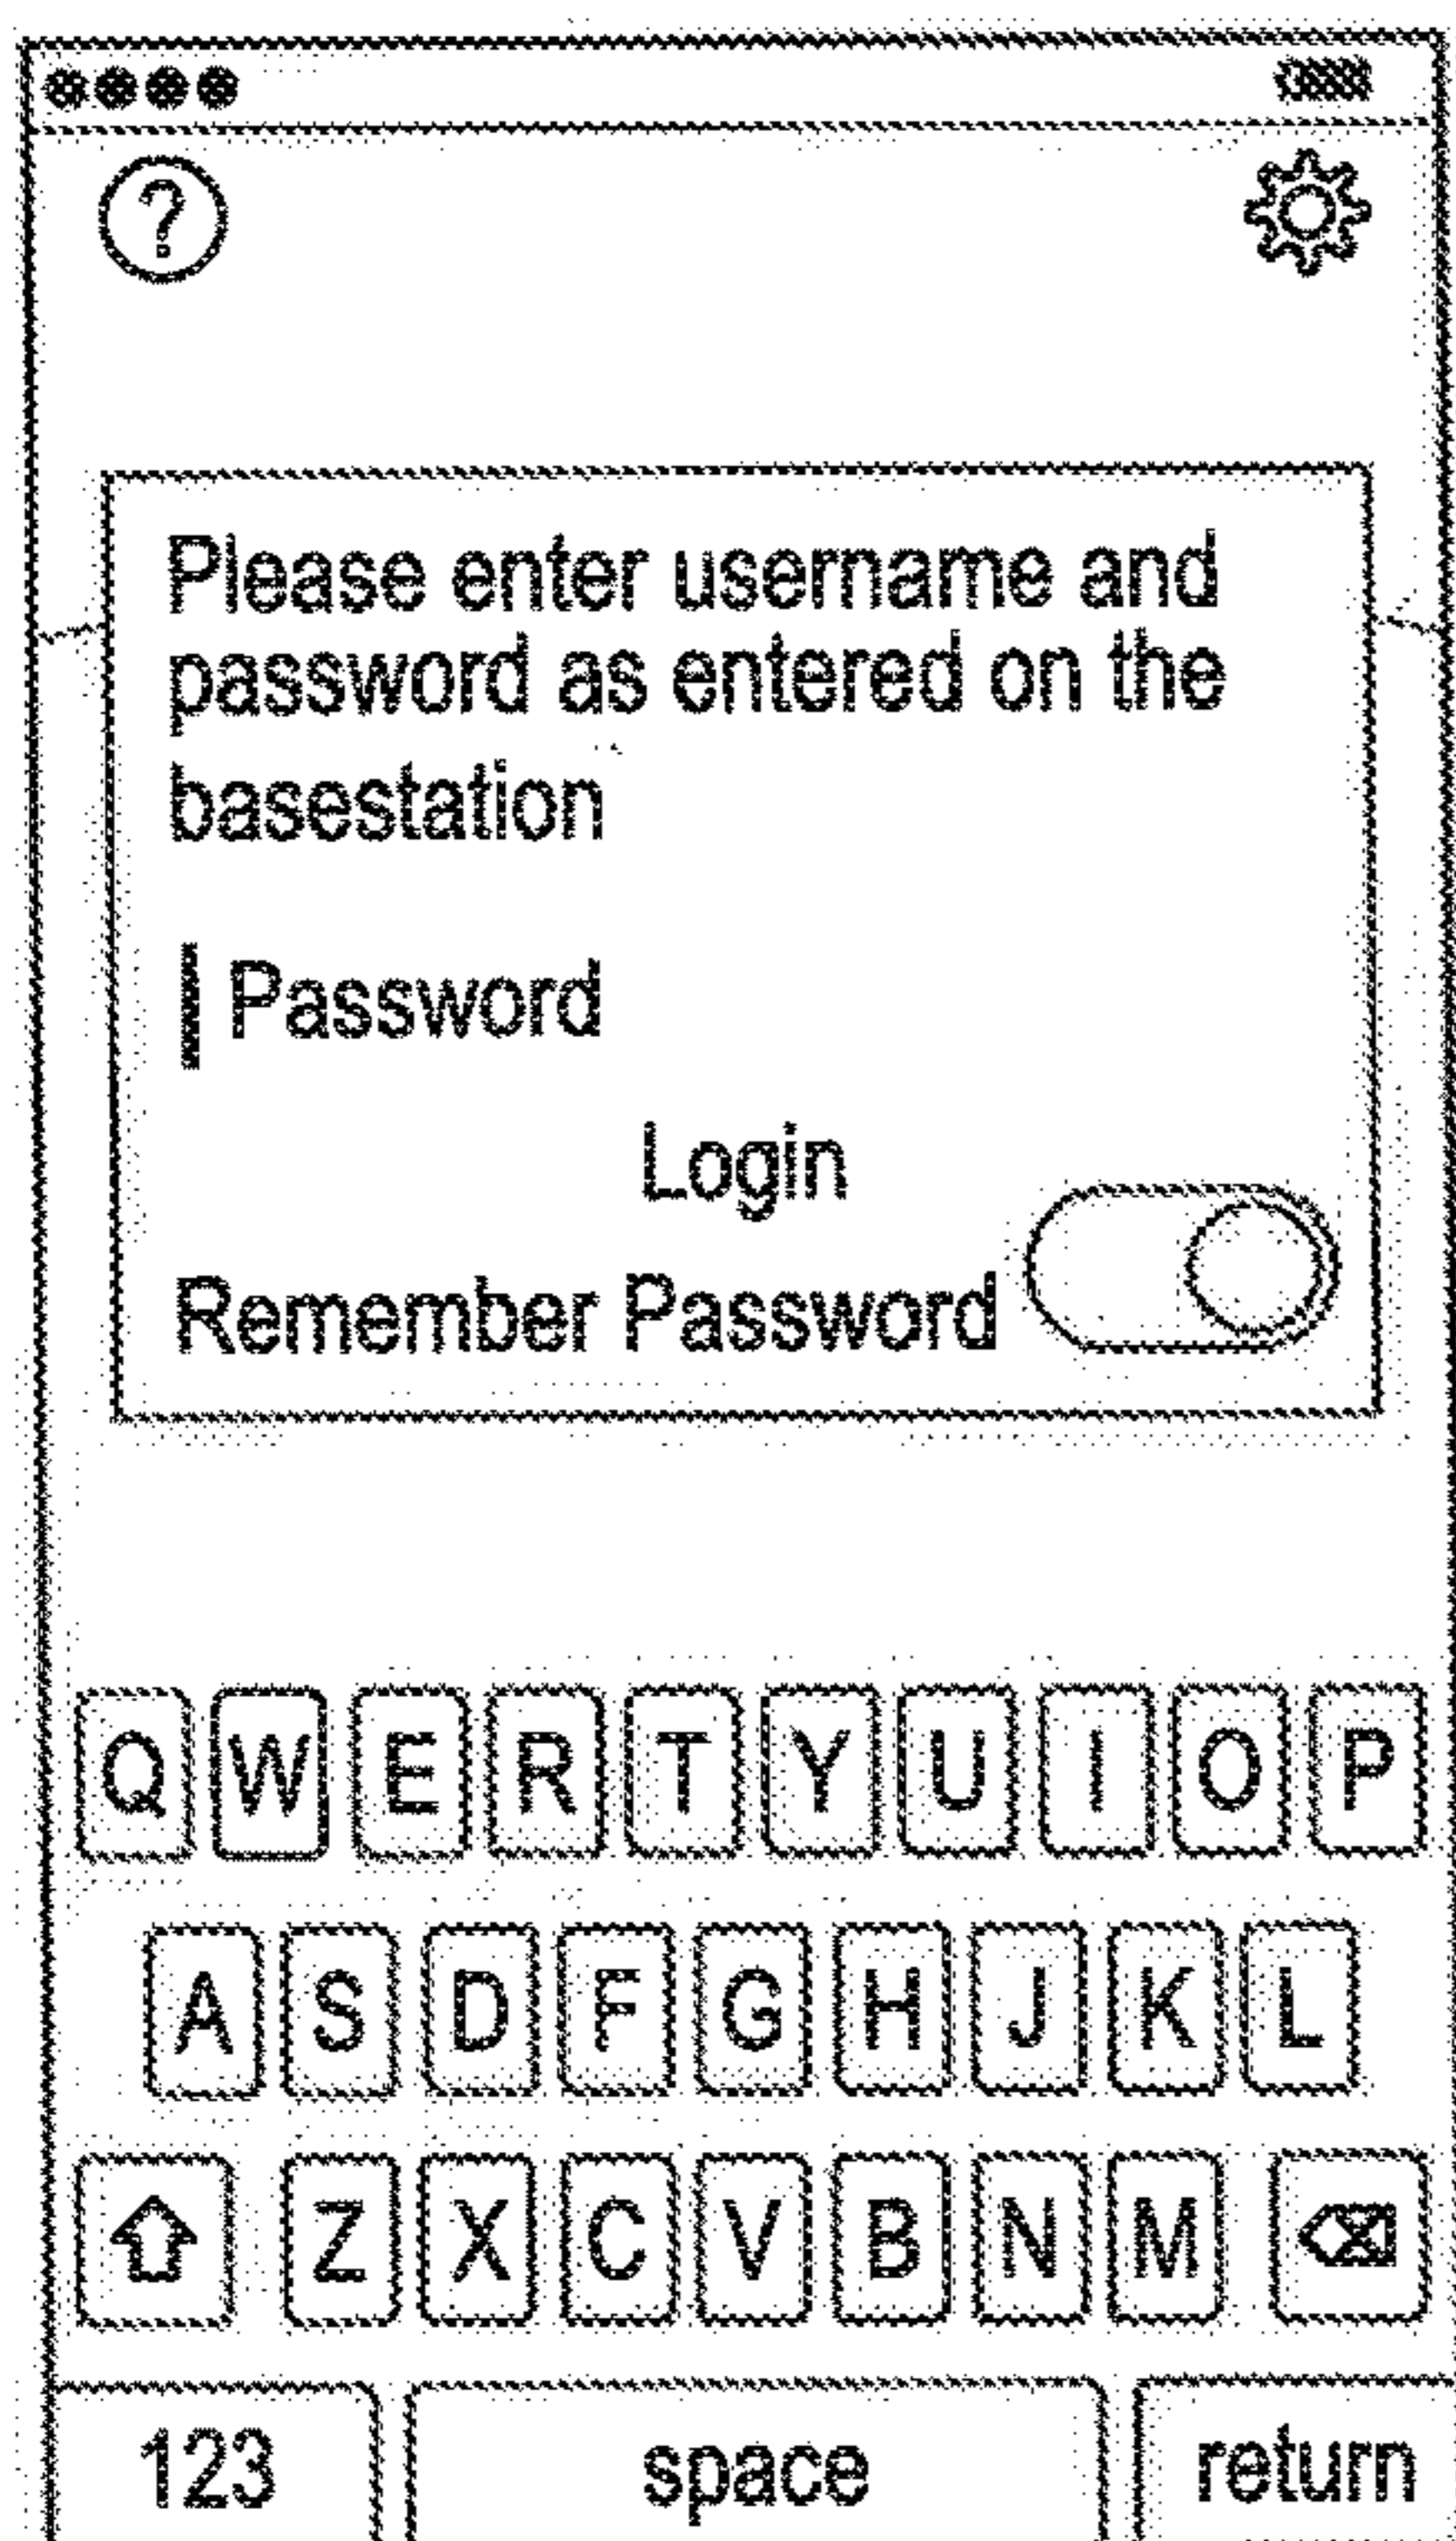 ?
Please enter username and
password as entered on the
basestation
Password
Login
Remember Password
Q W E R T Y U I O P
A S D F G H J K L
Z X C V B N M
123 space return